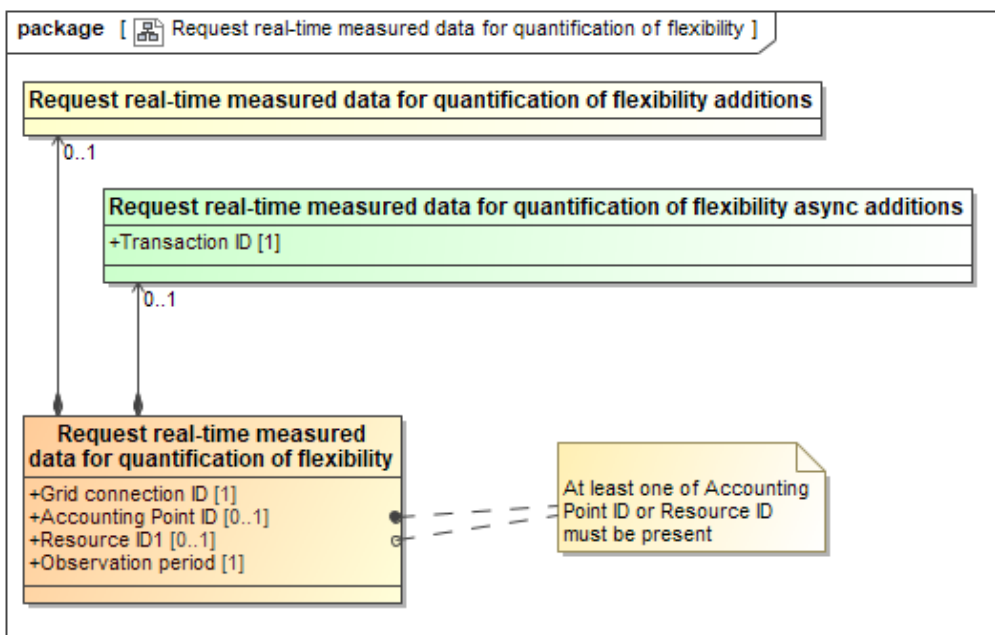 package [ Request real-time measured data for quantification of flexibility ]
Request real-time measured data for quantification of flexibility additions
0..1
Request real-time measured data for quantification of flexibility async additions
+Transaction ID [1]
0..1
Request real-time measured
data for quantification of flexibility
+Grid connection ID [1]
+Accounting Point ID [0..1]
+Resource ID1 [0..1]
+Observation period [1]
At least one of Accounting
Point ID or Resource ID
must be present